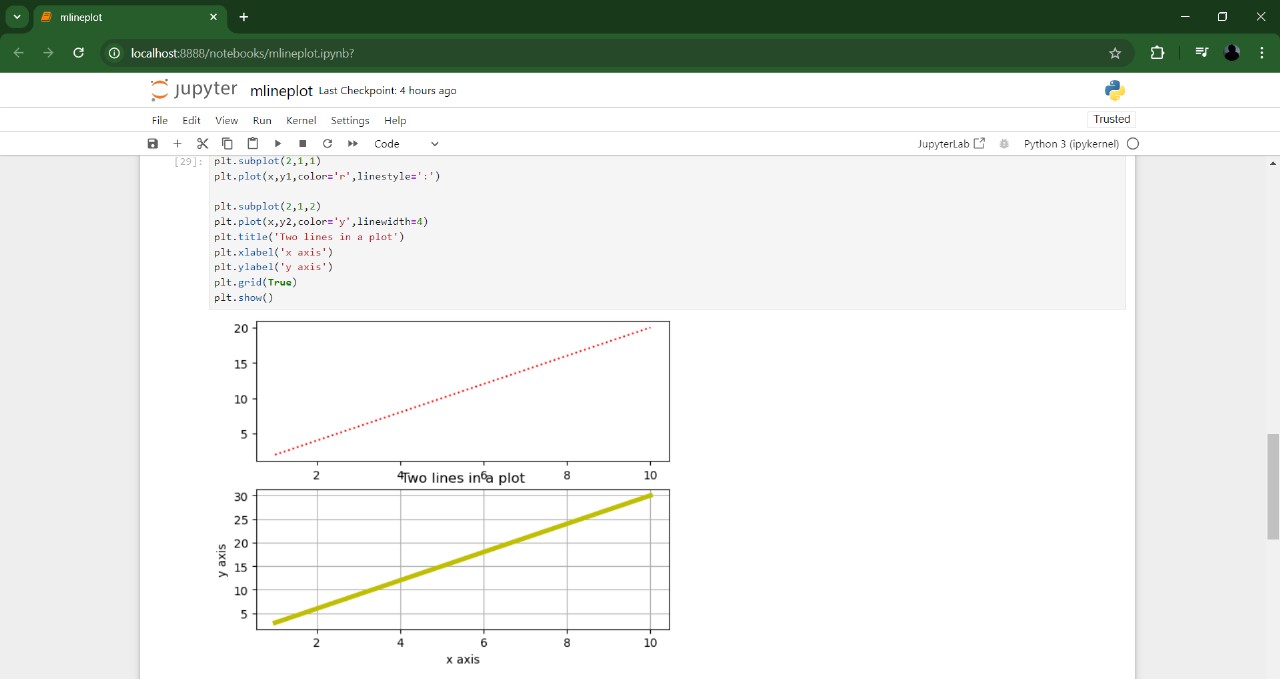 mlineplot
localhost:8888/notebooks/mlineplot.ipynb?
jupyter mlineplot Last Checkpoint: 4 hours ago
File Edit View Run Kernel Settings Help
Trusted
Code
JupyterLab Python 3 (ipykernel)
[29]: plt.subplot(2,1,1)
plt.plot(x,y1,color='r',linestyle=':')
plt.subplot(2,1,2)
plt.plot(x,y2,color='y',linewidth=4)
plt.title('Two lines in a plot')
plt.xlabel('x axis')
plt.ylabel('y axis')
plt.grid(True)
plt.show()
20
15
10
5
2 4 6 8 10
Two lines in a plot
30
25
20
15
10
5
y axis
2 4 6 8 10
x axis